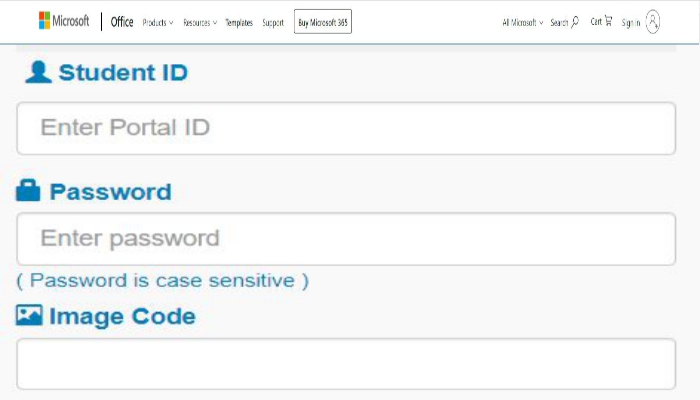 Microsoft Office Products Resources Templates Support Buy Microsoft 365 All Microsoft Search Cart Sign in
Student ID
Enter Portal ID
Password
Enter password
( Password is case sensitive )
Image Code